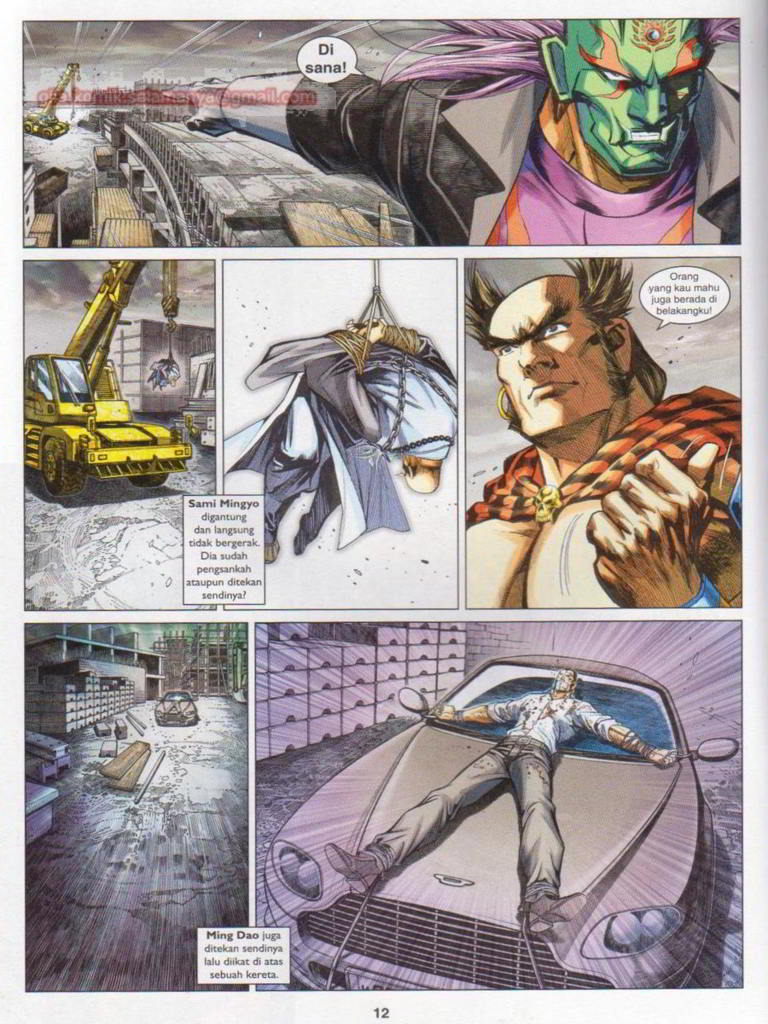 Di
sana!
Orang
yang kau mahu
juga berada di
belakangku!
Sami Mingyo
digantung
dan langsung
tidak bergerak.
Dia sudah
pengsankah
ataupun ditekan
sendinya?
Ming Dao juga
ditekan sendinya
lalu diikat di atas
sebuah kereta.
12